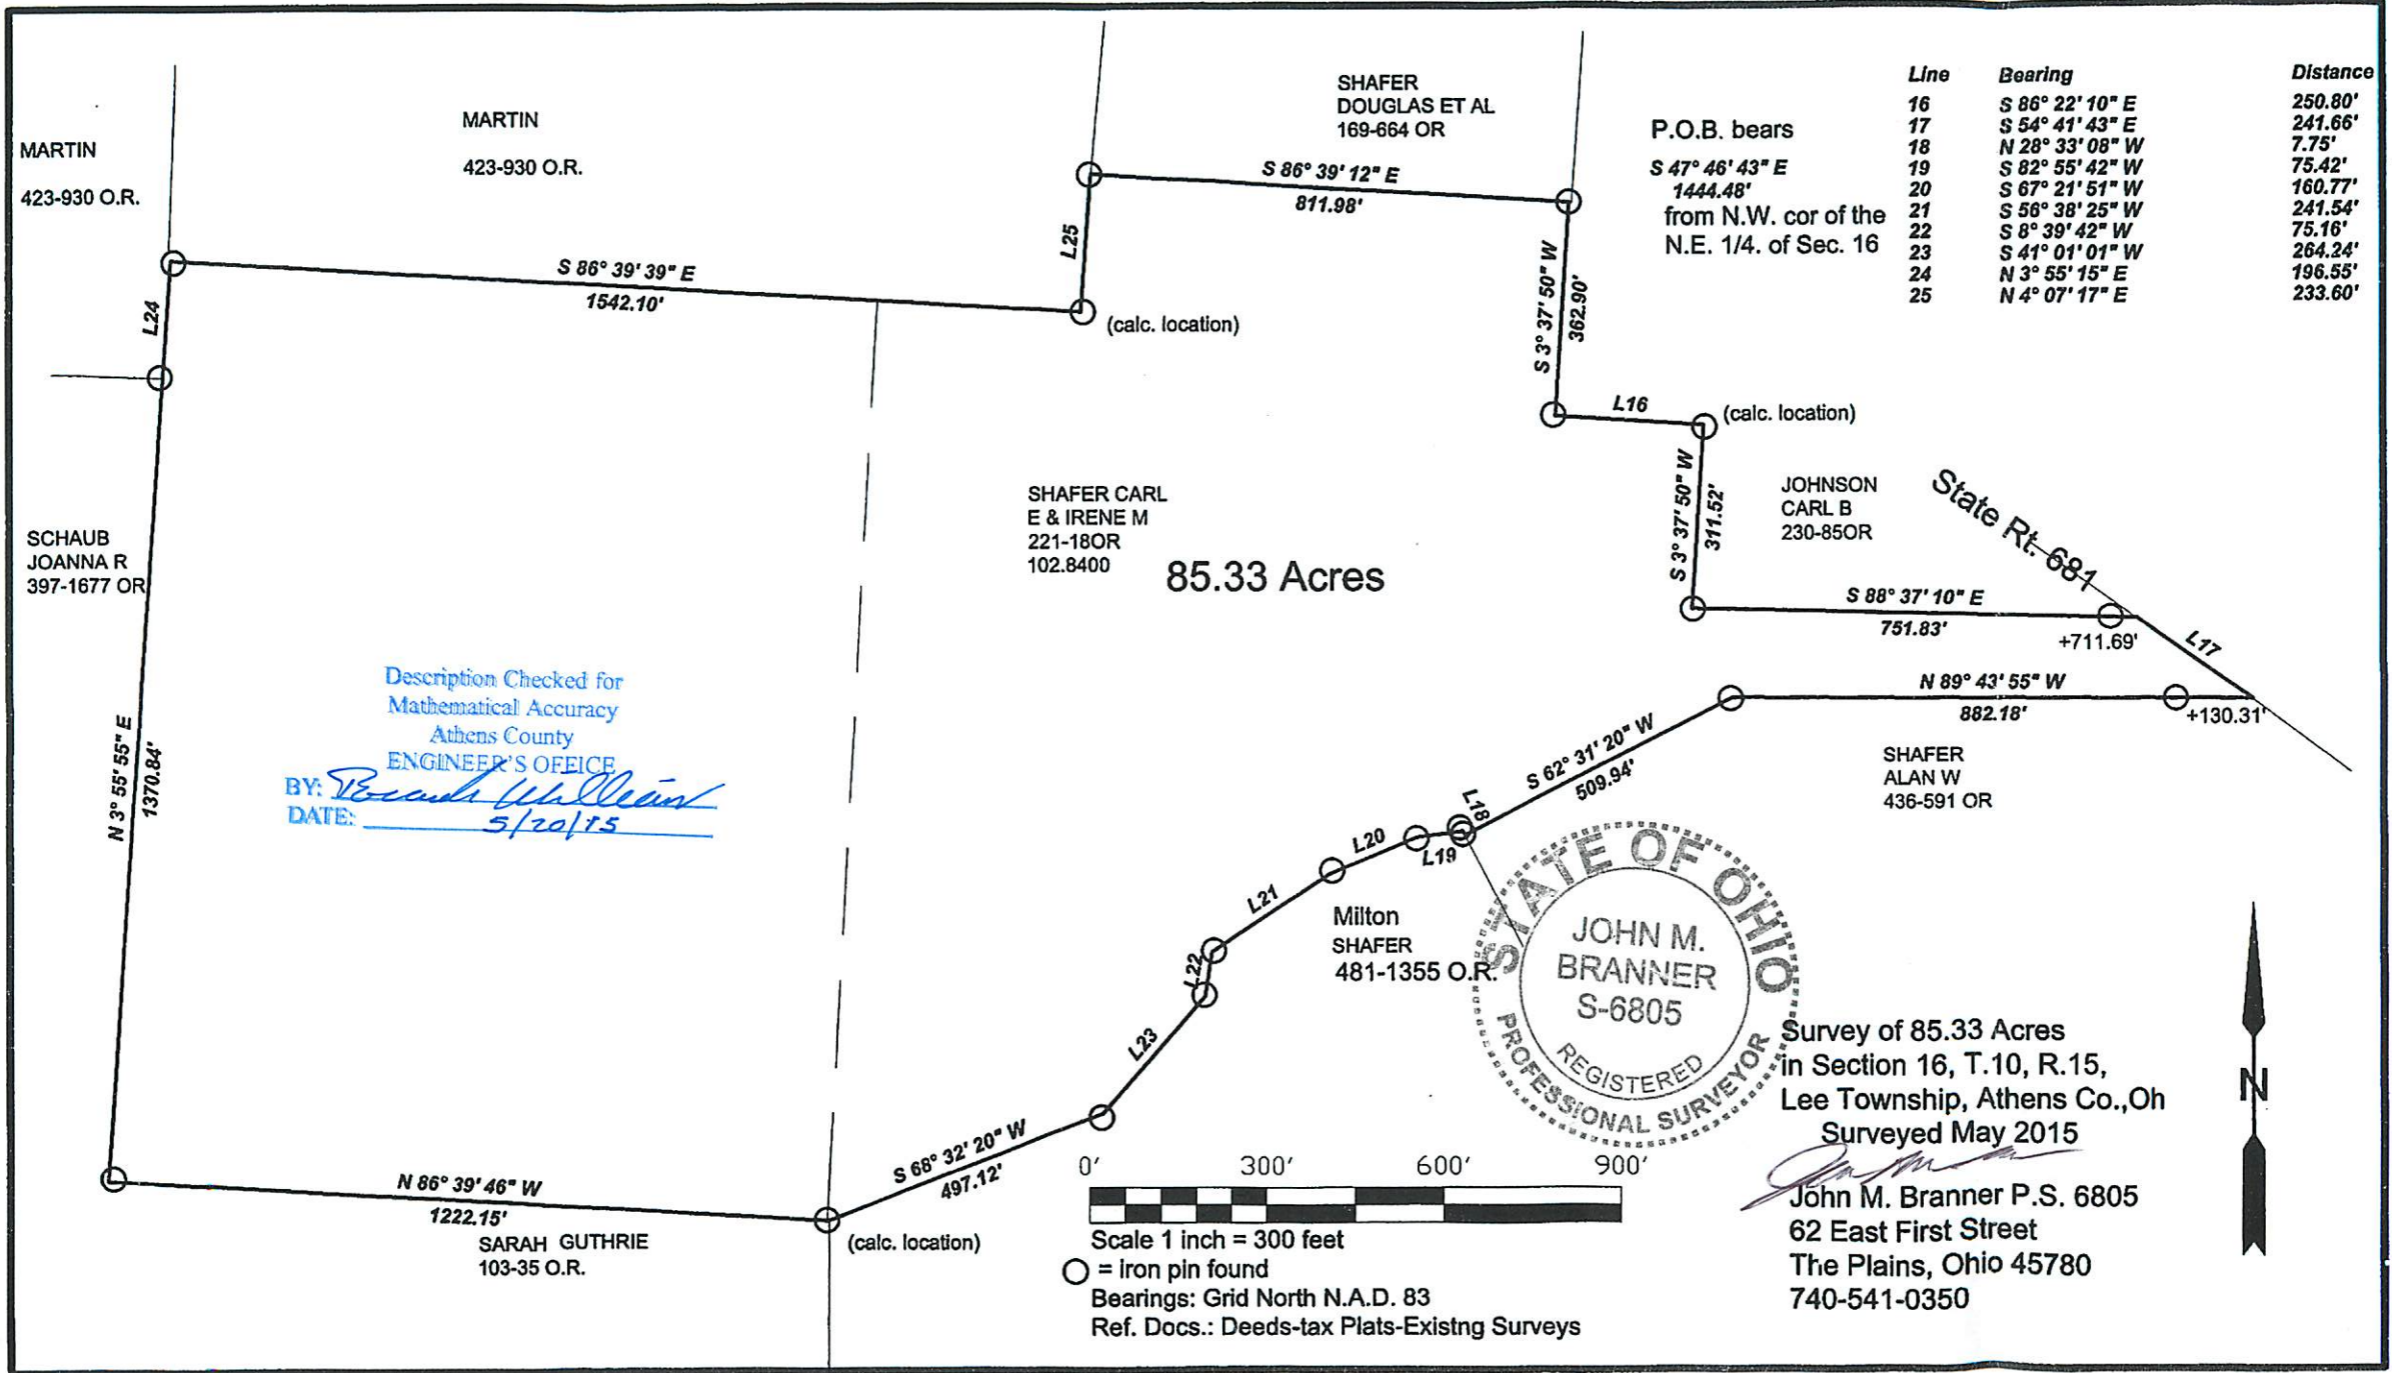 MARTIN
423-930 O.R.
MARTIN
423-930 O.R.
SHAFER
DOUGLAS ET AL
169-664 OR
P.O.B. bears
S 47° 46' 43" E
1444.48'
from N.W. cor of the
N.E. 1/4. of Sec. 16
Line Bearing Distance
16 S 86° 22' 10" E 250.80'
17 S 54° 41' 43" E 241.66'
18 N 28° 33' 08" W 7.75'
19 S 82° 55' 42" W 75.42'
20 S 67° 21' 51" W 160.77'
21 S 56° 38' 25" W 241.54'
22 S 8° 39' 42" W 75.16'
23 S 41° 01' 01" W 264.24'
24 N 3° 55' 15" E 196.55'
25 N 4° 07' 17" E 233.60'
S 86° 39' 12" E
811.98'
L25
S 86° 39' 39" E
1542.10'
L24
(calc. location)
S 3° 37' 50" W
362.90'
L16
(calc. location)
S 3° 37' 50" W
311.52'
JOHNSON
CARL B
230-85OR
State Rt. 681
SCHAUB
JOANNA R
397-1677 OR
SHAFER CARL
E & IRENE M
221-18OR
102.8400
85.33 Acres
S 88° 37' 10" E
751.83'
+711.69'
L17
N 89° 43' 55" W
882.18'
+130.31'
SHAFER
ALAN W
436-591 OR
Description Checked for
Mathematical Accuracy
Athens County
ENGINEER'S OFFICE
BY:
DATE: 5/20/15
N 3° 55' 55" E
1370.84'
S 62° 31' 20" W
509.94'
L18
L19
L20
L21
L22
L23
Milton
SHAFER
481-1355 O.R.
STATE OF OHIO
JOHN M.
BRANNER
S-6805
REGISTERED
PROFESSIONAL SURVEYOR
S 68° 32' 20" W
497.12'
N 86° 39' 46" W
1222.15'
SARAH GUTHRIE
103-35 O.R.
(calc. location)
0' 300' 600' 900'
Scale 1 inch = 300 feet
= iron pin found
Bearings: Grid North N.A.D. 83
Ref. Docs.: Deeds-tax Plats-Existng Surveys
Survey of 85.33 Acres
in Section 16, T.10, R.15,
Lee Township, Athens Co.,Oh
Surveyed May 2015
John M. Branner P.S. 6805
62 East First Street
The Plains, Ohio 45780
740-541-0350
N